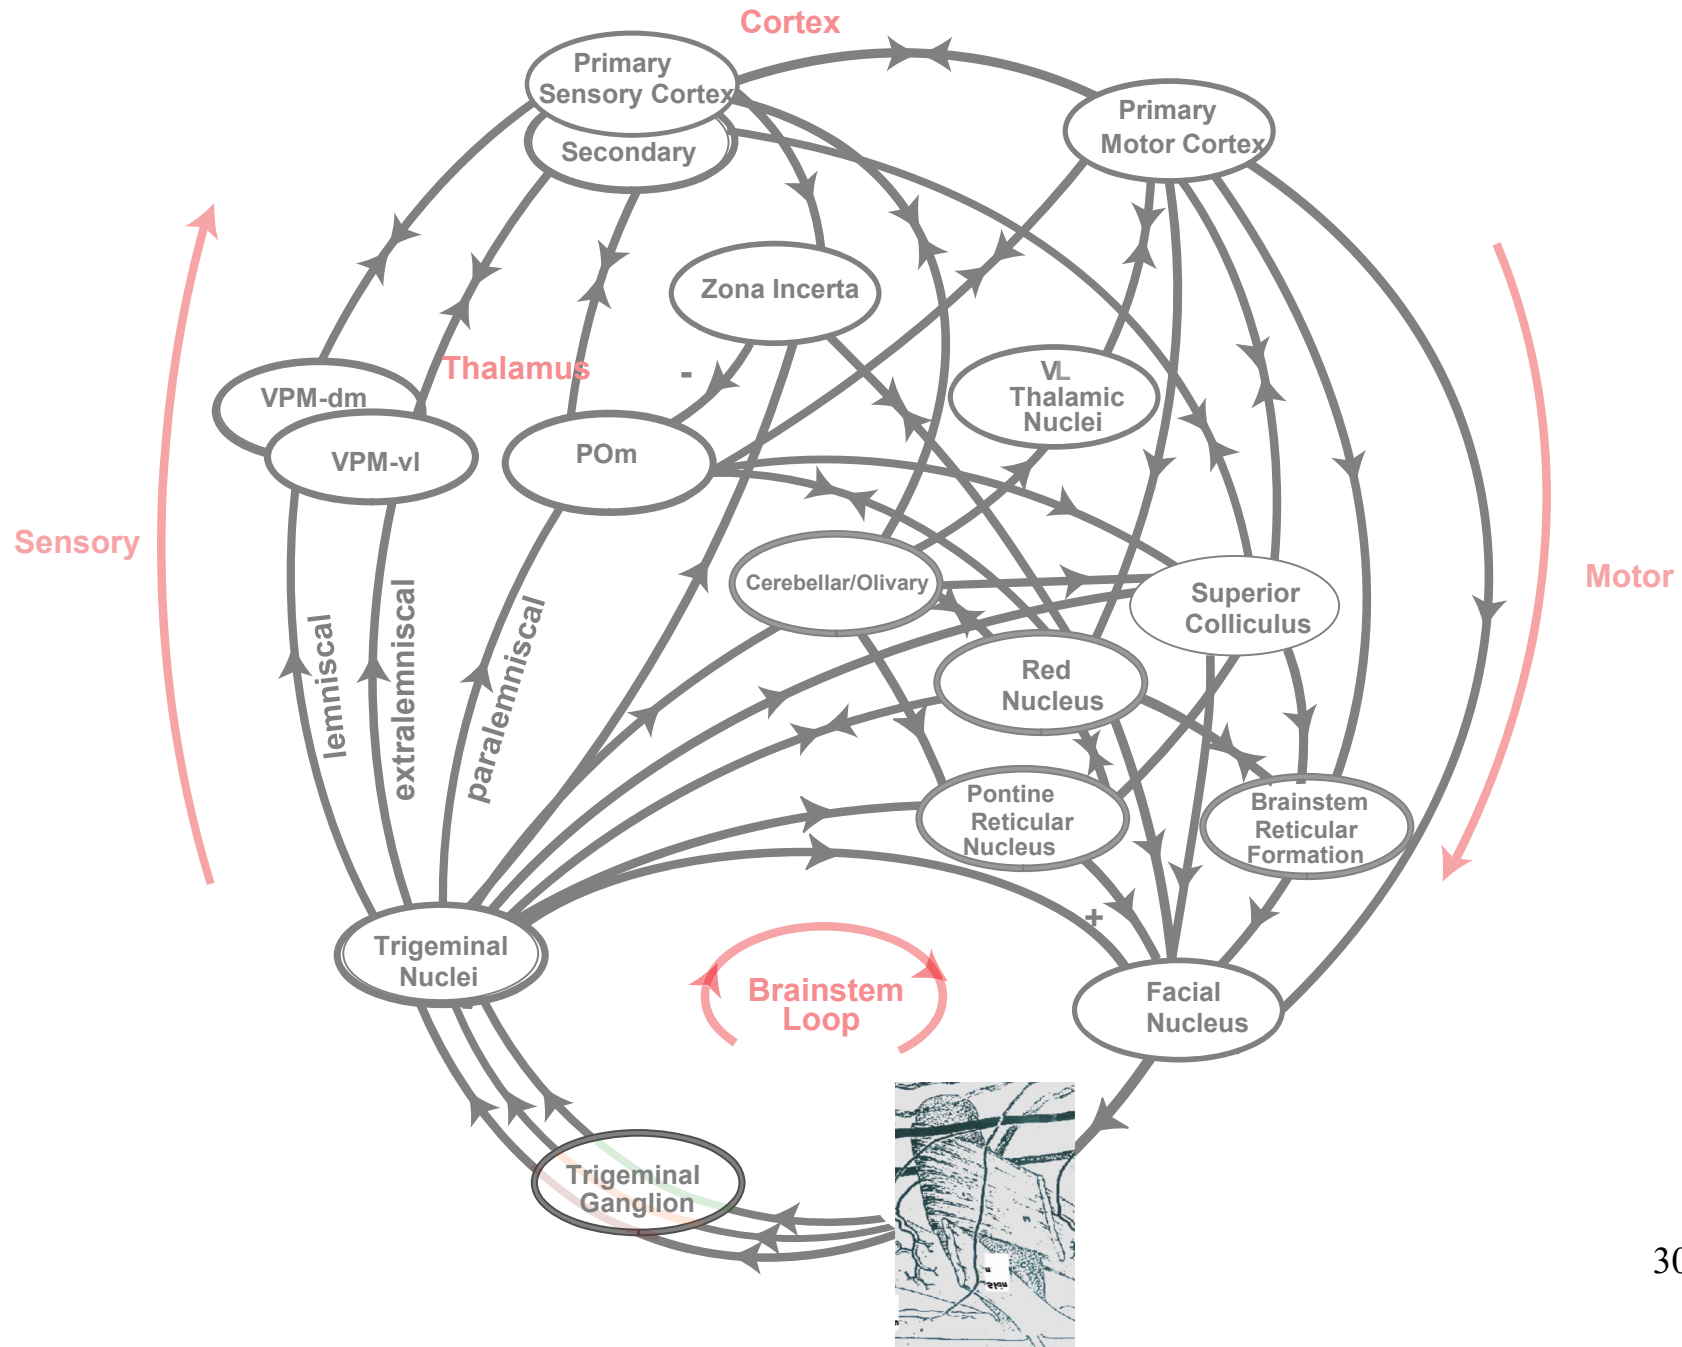 Cortex
Primary
Sensory Cortex
Secondary
Primary
Motor Cortex
Zona Incerta
Thalamus
-
VPM-dm
VPM-vl
POm
VL
Thalamic
Nuclei
Sensory
Motor
lemniscal
extralemniscal
paralemniscal
Cerebellar/Olivary
Superior
Colliculus
Red
Nucleus
Pontine
Reticular
Nucleus
Brainstem
Reticular
Formation
+
Trigeminal
Nuclei
Brainstem
Loop
Facial
Nucleus
Trigeminal
Ganglion
30